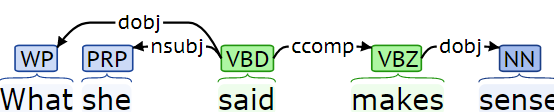 dobj
WP PRP nsubj VBD ccomp VBZ dobj NN
What she said makes sense